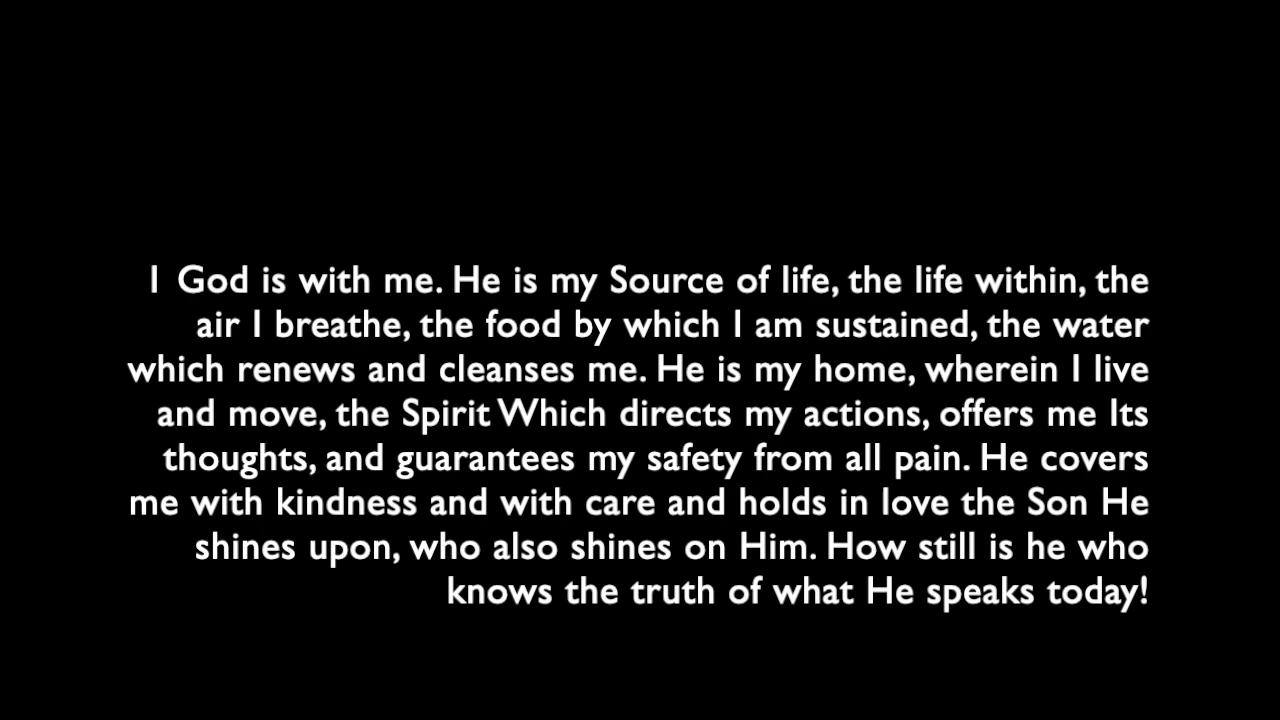 1 God is with me. He is my Source of life, the life within, the
air I breathe, the food by which I am sustained, the water
which renews and cleanses me. He is my home, wherein I live
and move, the Spirit Which directs my actions, offers me Its
thoughts, and guarantees my safety from all pain. He covers
me with kindness and with care and holds in love the Son He
shines upon, who also shines on Him. How still is he who
knows the truth of what He speaks today!